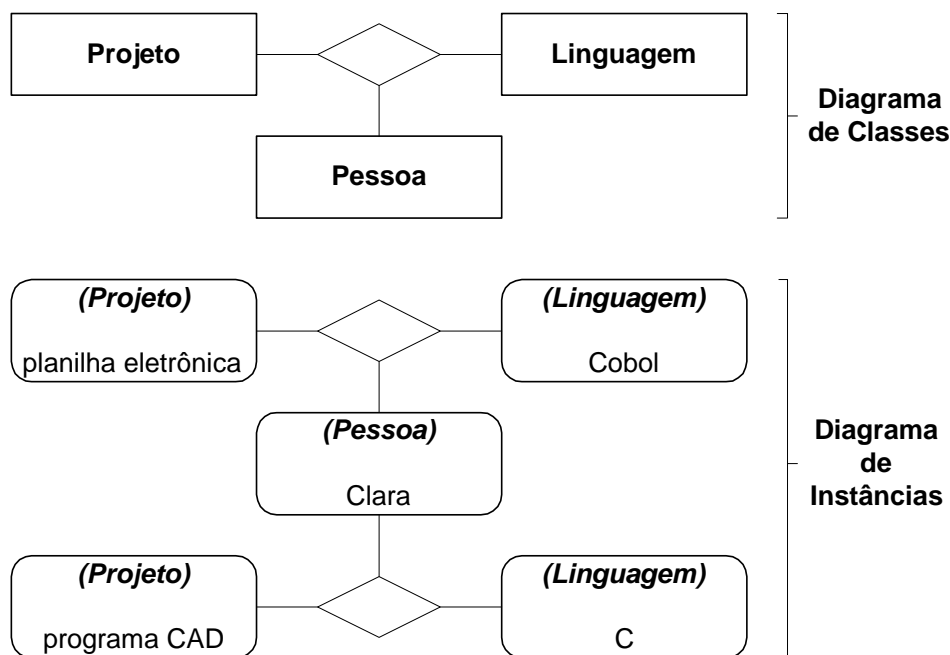 Projeto
Linguagem
Pessoa
Diagrama
de Classes
(Projeto)
planilha eletrônica
(Linguagem)
Cobol
(Pessoa)
Clara
Diagrama
de
Instâncias
(Projeto)
programa CAD
(Linguagem)
C